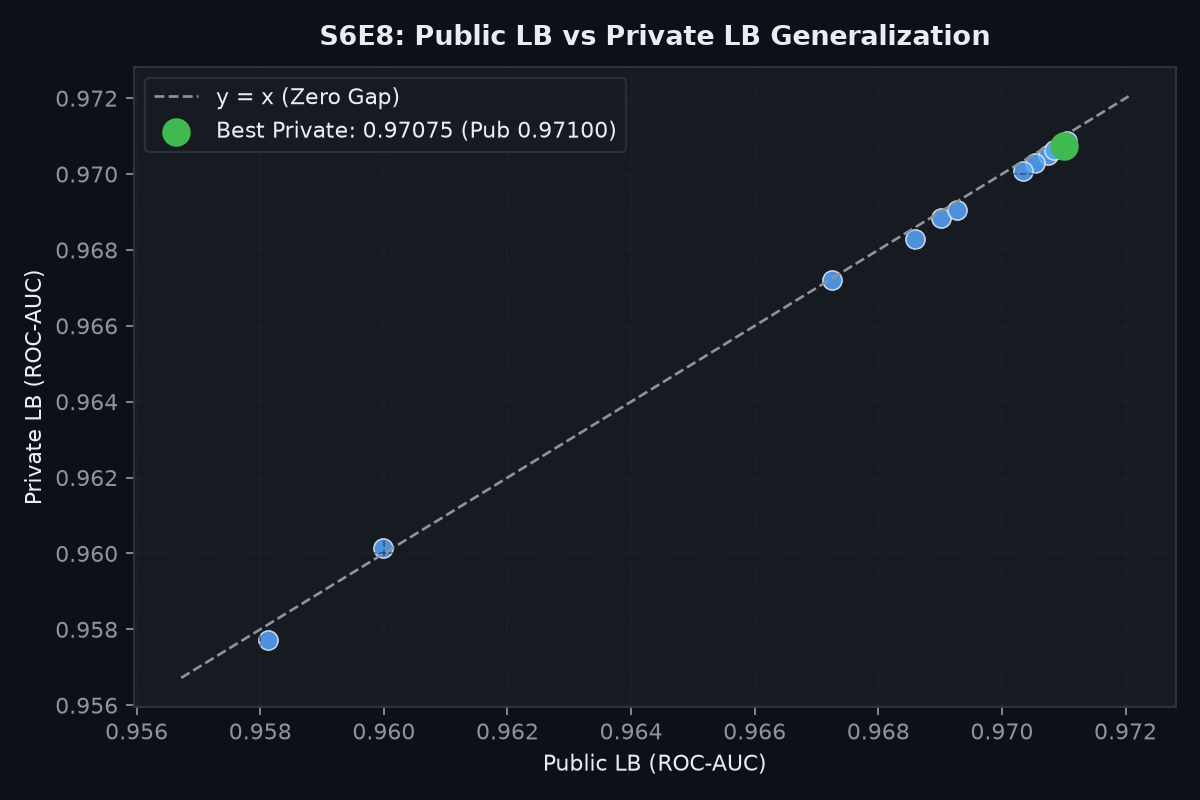 S6E8: Public LB vs Private LB Generalization
y = x (Zero Gap)
Best Private: 0.97075 (Pub 0.97100)
Private LB (ROC-AUC)
0.972
0.970
0.968
0.966
0.964
0.962
0.960
0.958
0.956
0.956 0.958 0.960 0.962 0.964 0.966 0.968 0.970 0.972
Public LB (ROC-AUC)